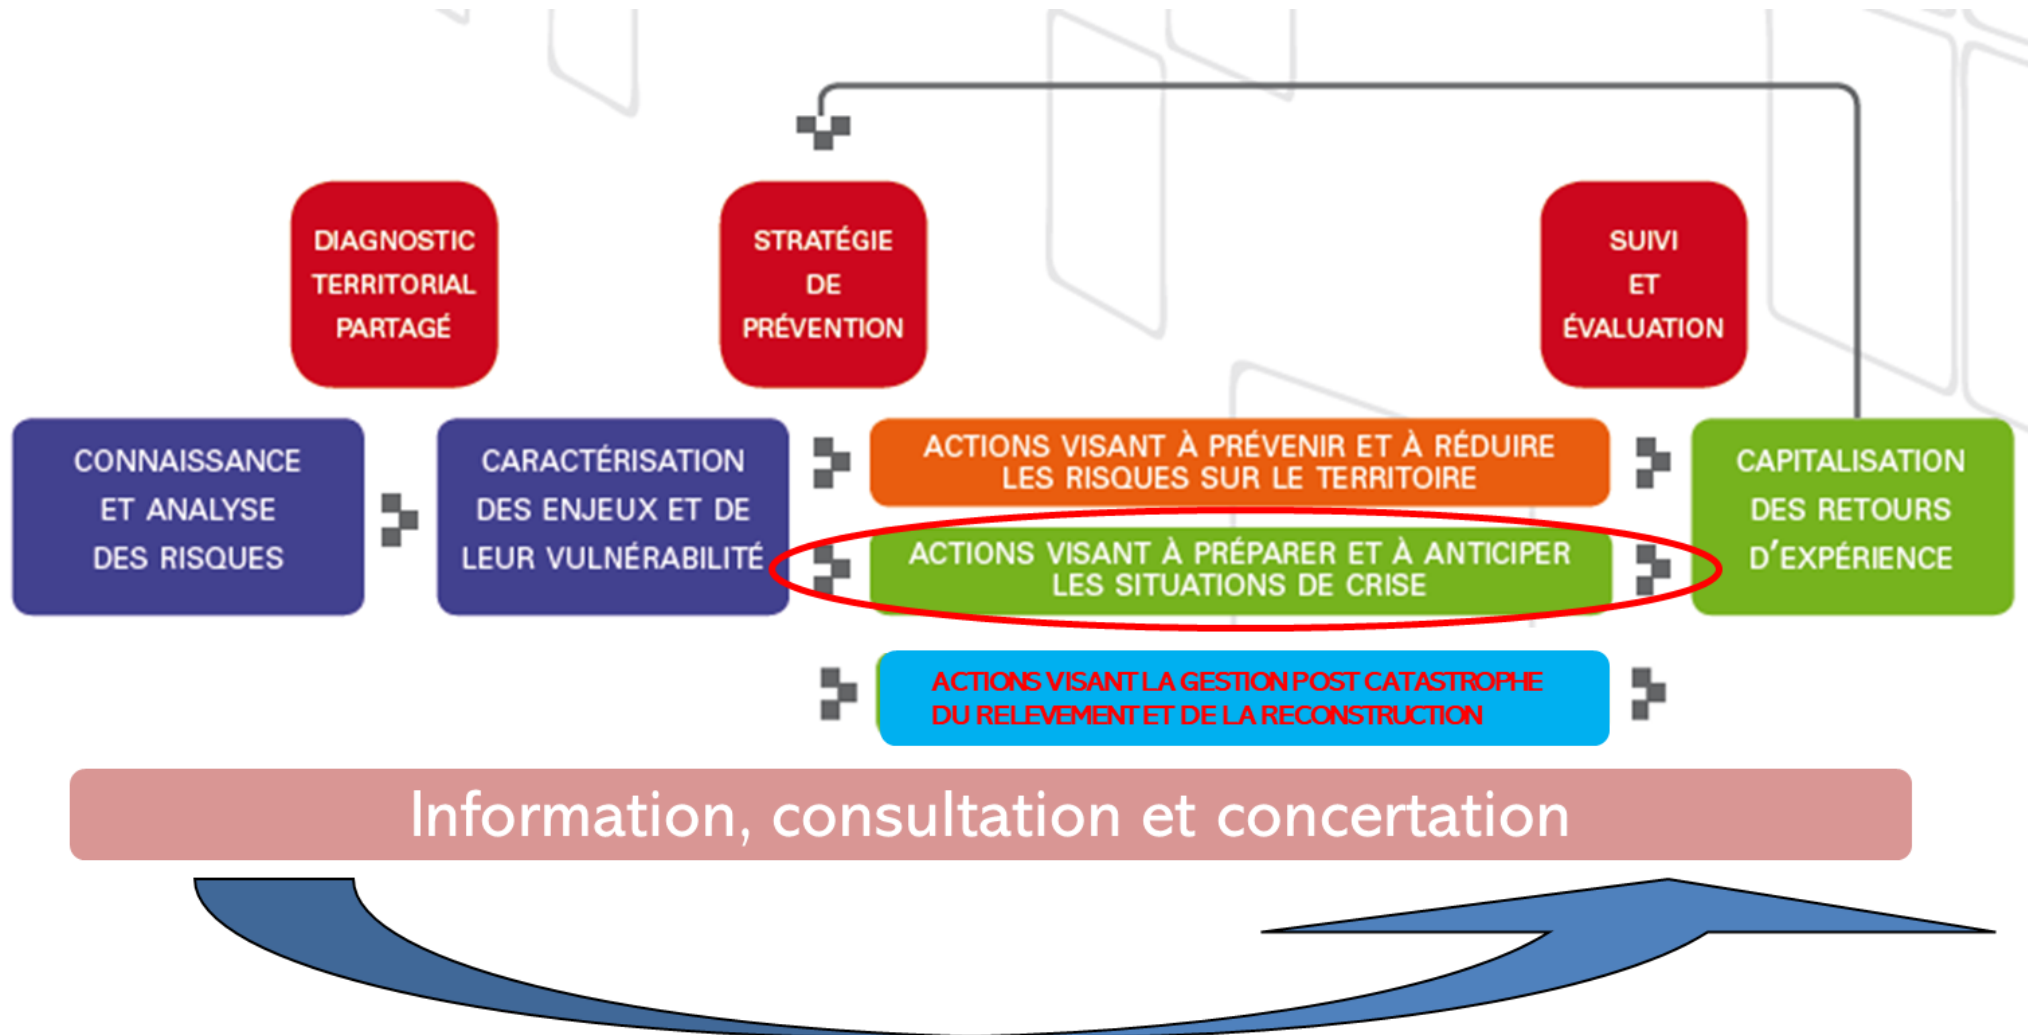 DIAGNOSTIC
TERRITORIAL
PARTAGÉ
STRATÉGIE
DE
PRÉVENTION
SUIVI
ET
ÉVALUATION
CONNAISSANCE
ET ANALYSE
DES RISQUES
CARACTÉRISATION
DES ENJEUX ET DE
LEUR VULNÉRABILITÉ
ACTIONS VISANT À PRÉVENIR ET À RÉDUIRE
LES RISQUES SUR LE TERRITOIRE
ACTIONS VISANT À PRÉPARER ET À ANTICIPER
LES SITUATIONS DE CRISE
ACTIONS VISANT LA GESTION POST CATASTROPHE
DU RELEVEMENT ET DE LA RECONSTRUCTION
CAPITALISATION
DES RETOURS
D'EXPÉRIENCE
Information, consultation et concertation